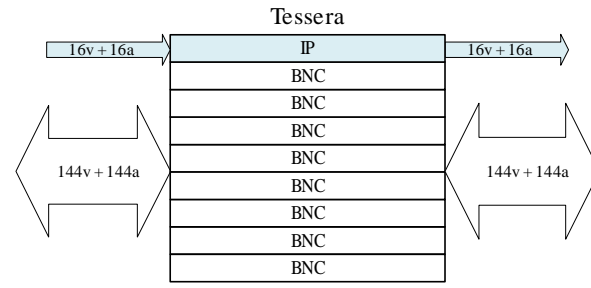 Tessera
16v + 16a IP 16v + 16a
BNC
BNC
BNC
BNC
144v + 144a 144v + 144a
BNC
BNC
BNC
BNC